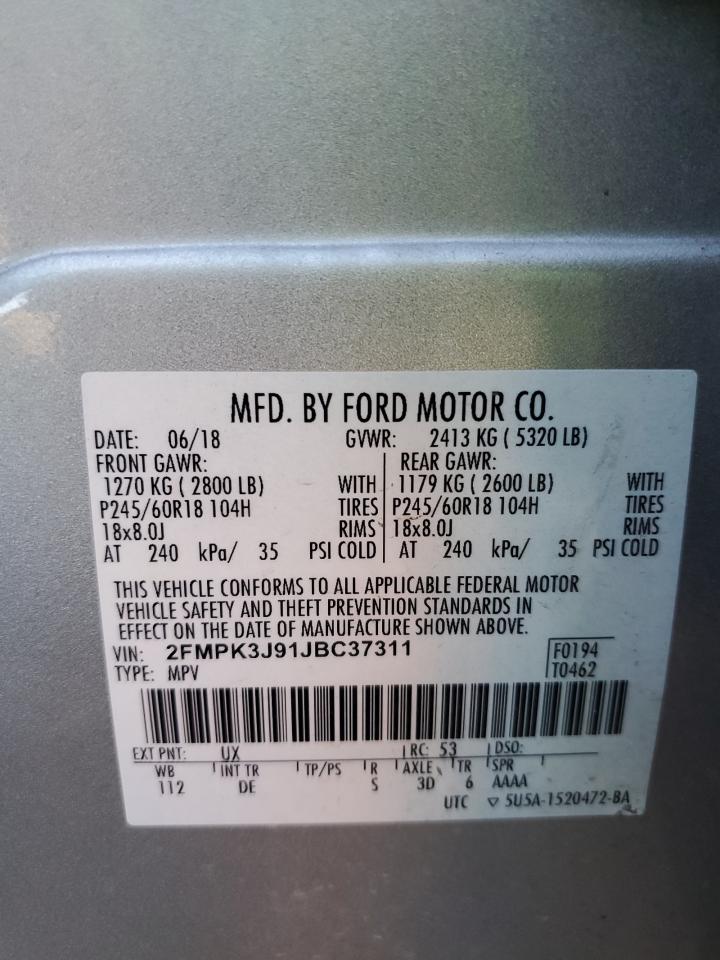 MFD. BY FORD MOTOR CO.
DATE: 06/18 GVWR: 2413 KG ( 5320 LB)
FRONT GAWR: REAR GAWR:
1270 KG ( 2800 LB) WITH 1179 KG ( 2600 LB) WITH
P245/60R18 104H TIRES P245/60R18 104H TIRES
18x8.0J RIMS 18x8.0J RIMS
AT 240 kPa/ 35 PSI COLD AT 240 kPa/ 35 PSI COLD
THIS VEHICLE CONFORMS TO ALL APPLICABLE FEDERAL MOTOR
VEHICLE SAFETY AND THEFT PREVENTION STANDARDS IN
EFFECT ON THE DATE OF MANUFACTURE SHOWN ABOVE.
VIN: 2FMPK3J91JBC37311 F0194
TYPE: MPV T0462
EXT PNT: UX RC: 53 DSO:
WB INT TR TP/PS R AXLE TR SPR
112 DE S 3D 6 AAAA
UTC ▽ 5U5A-1520472-BA